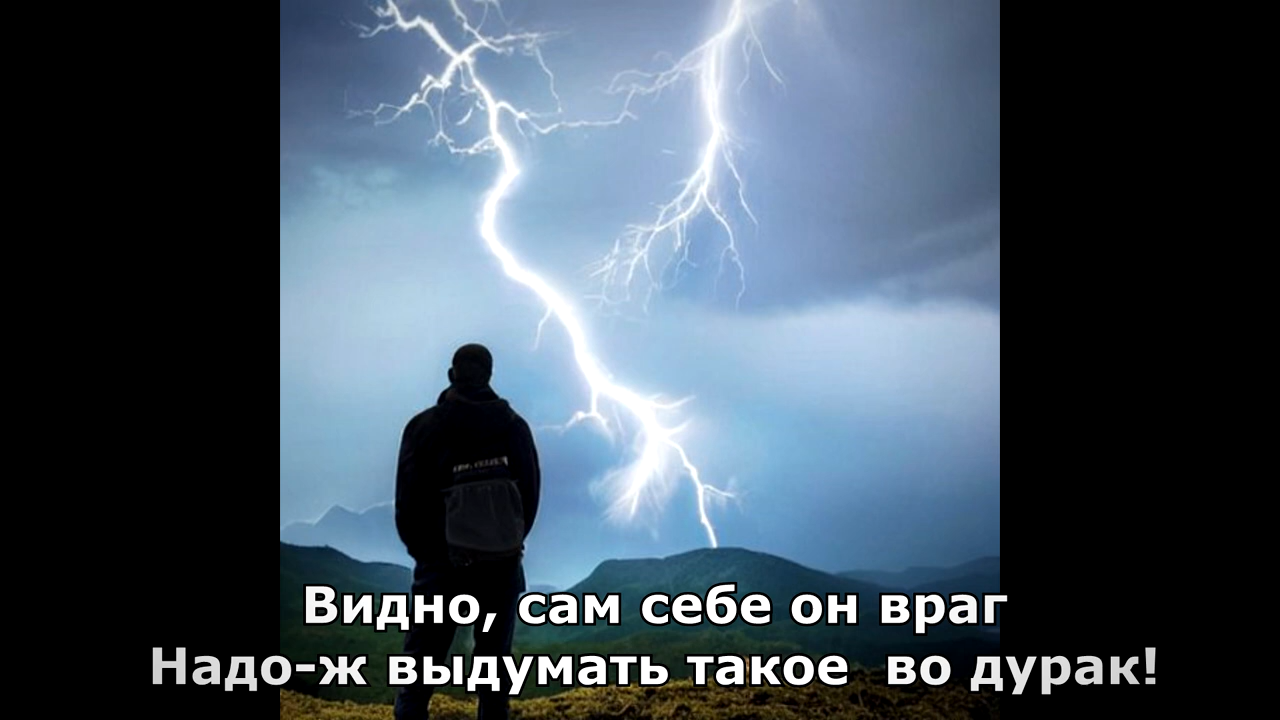 Видно, сам себе он враг
Надо-ж выдумать такое  во дурак!